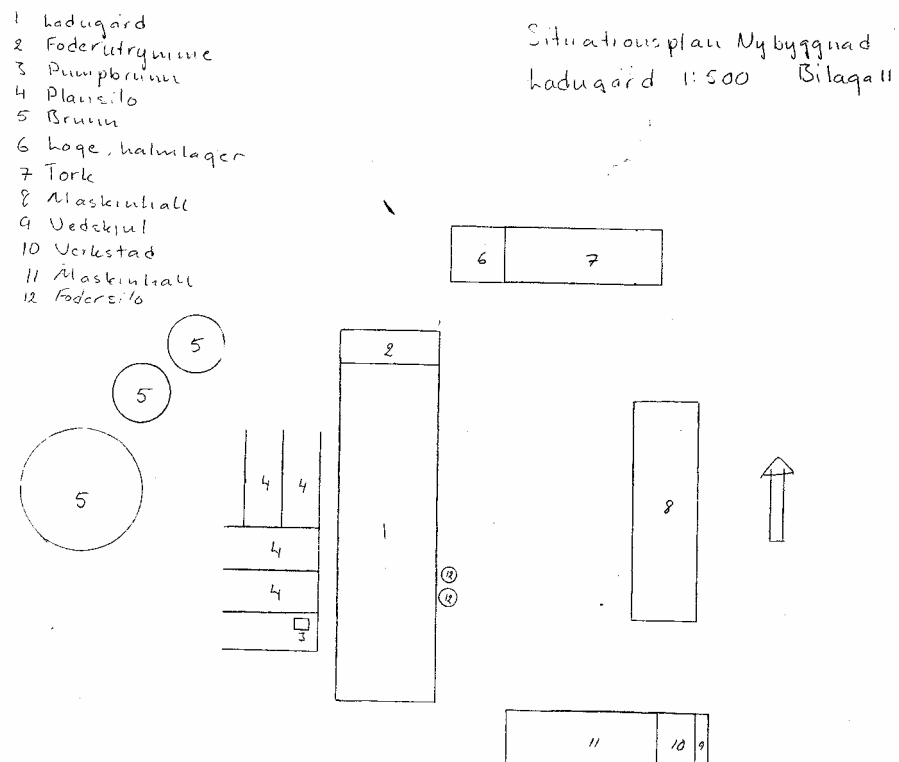 1 Ladugård
2 Foderutrymme
3 Pumpbrunn
4 Plansilo
5 Brunn
6 Loge, halmlager
7 Tork
8 Maskinhall
9 Vedskjul
10 Verkstad
11 Maskinhall
12 Fodersilo
Situationsplan Nybyggnad
Ladugård 1:500 Bilaga 11
6 7
2
5
5
5
4 4
8
1
4
12
4
12
3
11 10 9